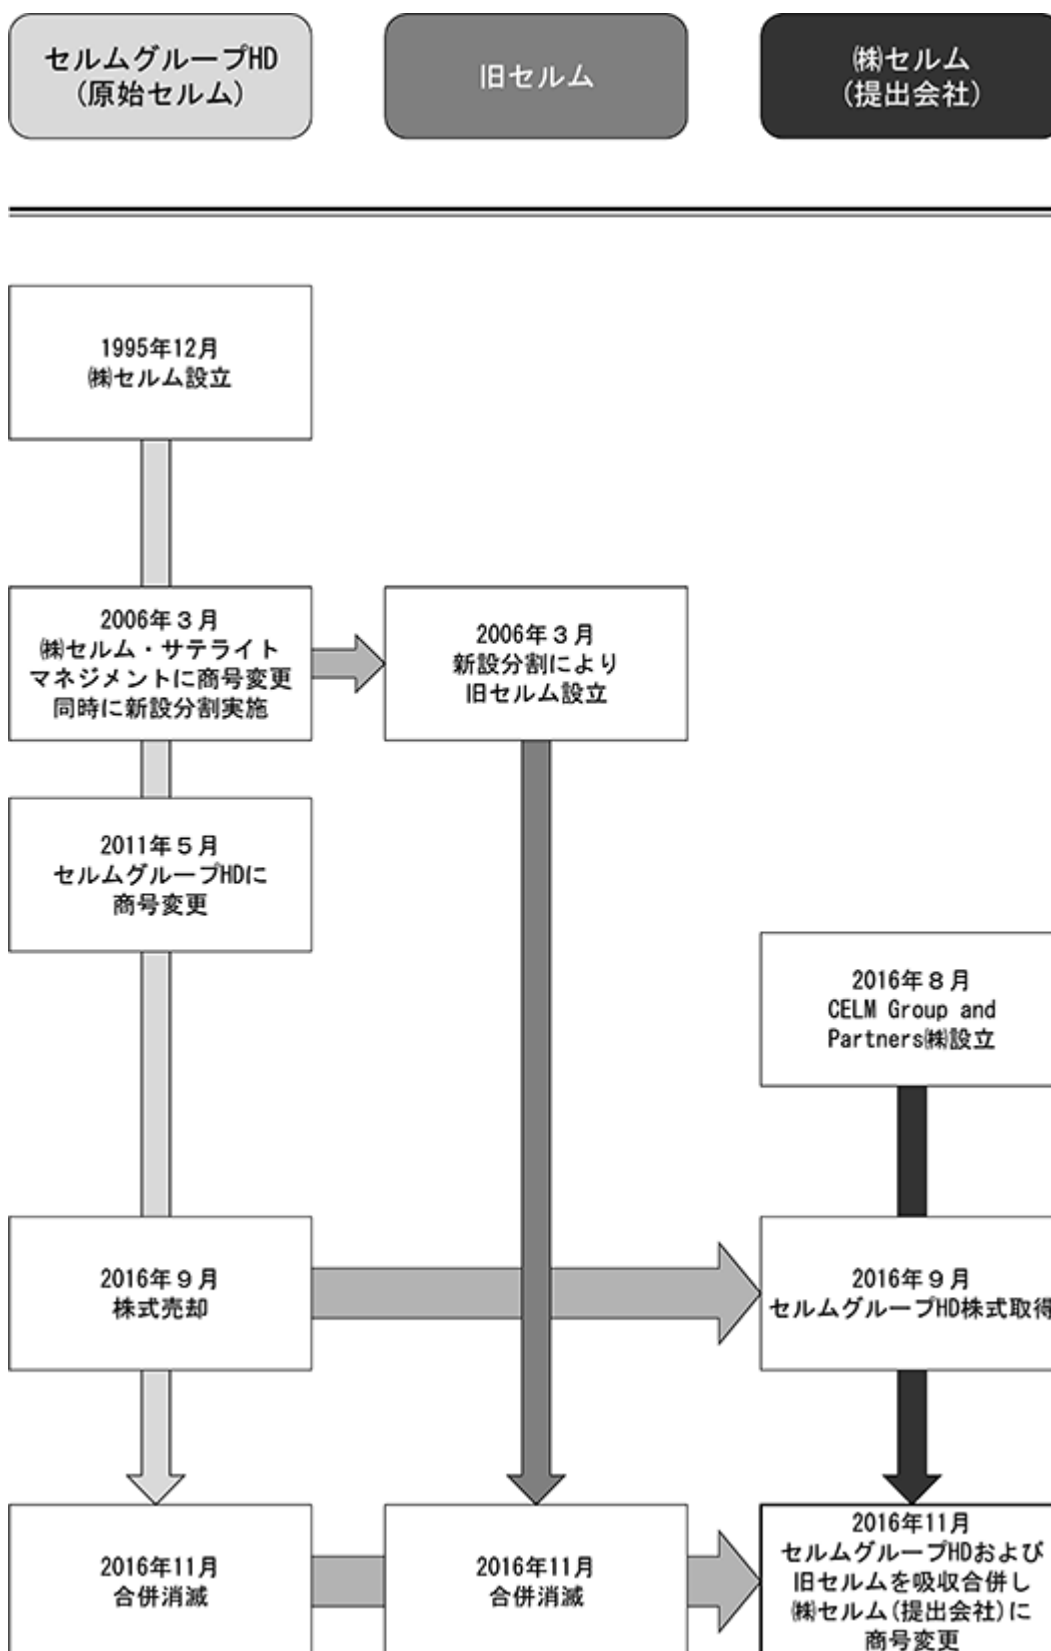 セルムグループHD
(原始セルム)
旧セルム
㈱セルム
(提出会社)
1995年12月
㈱セルム設立
2006年３月
㈱セルム・サテライト
マネジメントに商号変更
同時に新設分割実施
2006年３月
新設分割により
旧セルム設立
2011年５月
セルムグループHDに
商号変更
2016年８月
CELM Group and
Partners㈱設立
2016年９月
株式売却
2016年９月
セルムグループHD株式取得
2016年11月
合併消滅
2016年11月
合併消滅
2016年11月
セルムグループHDおよび
旧セルムを吸収合併し
㈱セルム(提出会社)に
商号変更